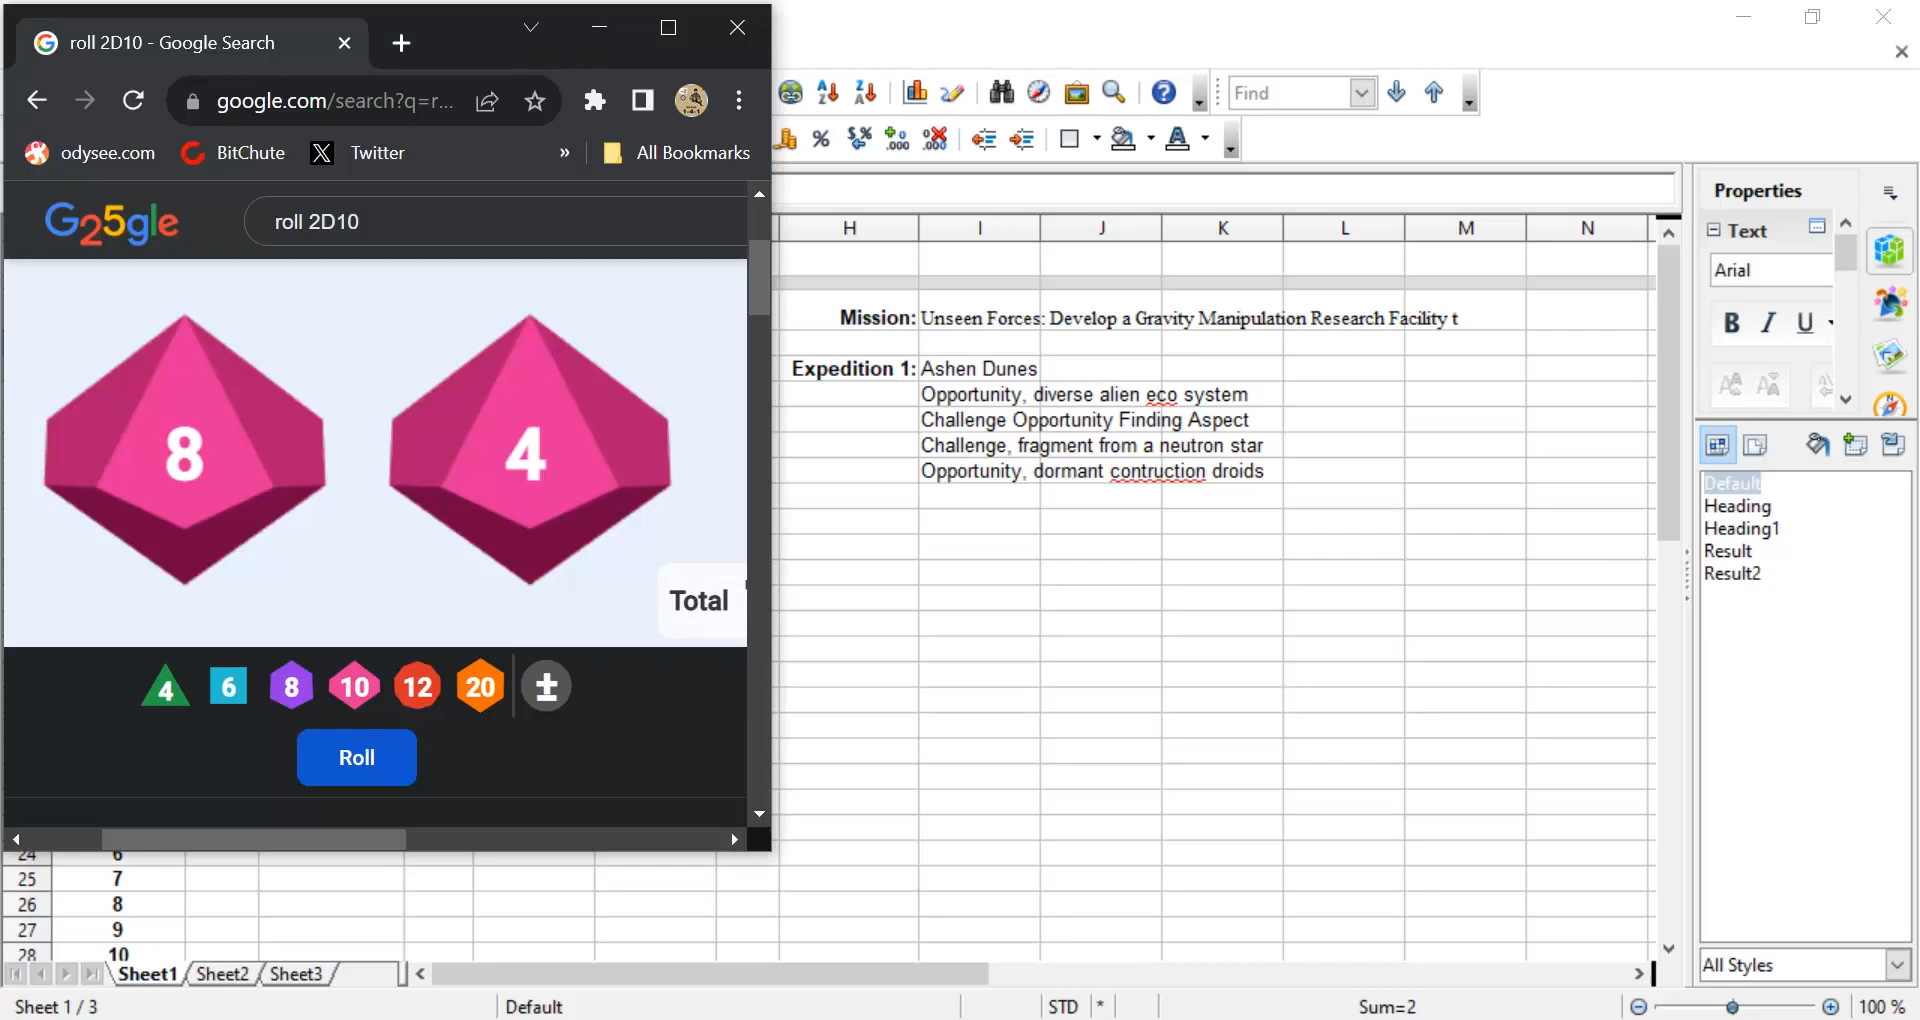 roll 2D10 - Google Search
google.com/search?q=r...
odysee.com
BitChute
Twitter
»
All Bookmarks
G25gle
roll 2D10
8
4
Total
4
6
8
10
12
20
±
Roll
Find
Properties
Text
Arial
H I J K L M N
Mission: Unseen Forces: Develop a Gravity Manipulation Research Facility t
Expedition 1: Ashen Dunes
Opportunity, diverse alien eco system
Challenge Opportunity Finding Aspect
Challenge, fragment from a neutron star
Opportunity, dormant contruction droids
Default
Heading
Heading1
Result
Result2
All Styles
24 6
25 7
26 8
27 9
28 10
Sheet1 Sheet2 Sheet3
Sheet 1 / 3 Default STD * Sum=2 100 %